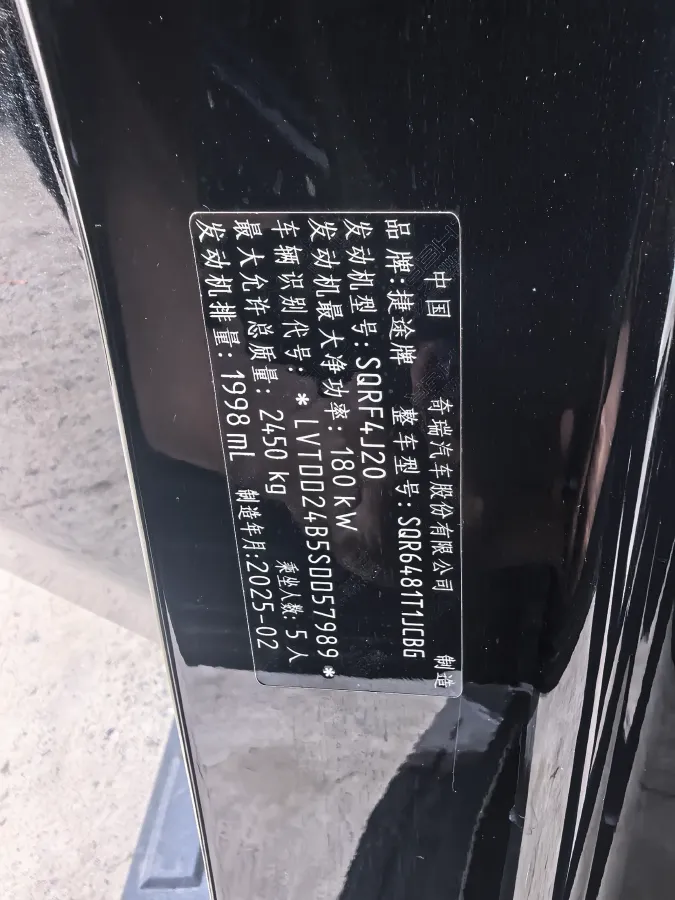 中国 奇瑞汽车股份有限公司 制造
品牌:捷途牌 整车型号:SQR6481T1JCBG
发动机型号:SQRF4J20
发动机最大净功率:180 kW
车辆识别代号:*LVTDD24B5SDD57989*
最大允许总质量:2450 kg 乘坐人数:5人
发动机排量:1998 mL 制造年月:2025-02